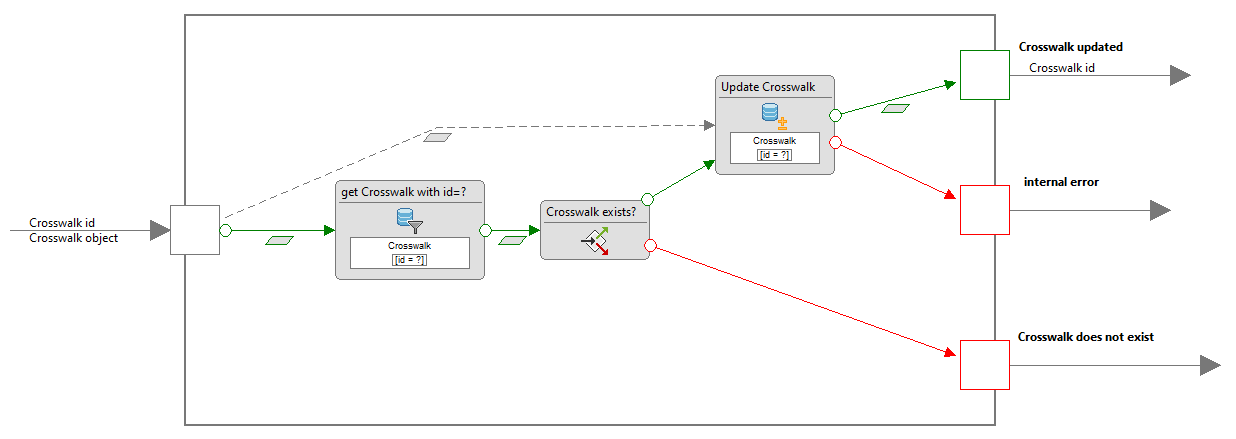 Crosswalk updated
Crosswalk id
Update Crosswalk
Crosswalk
[id = ?]
internal error
get Crosswalk with id=?
Crosswalk
[id = ?]
Crosswalk exists?
Crosswalk id
Crosswalk object
Crosswalk does not exist